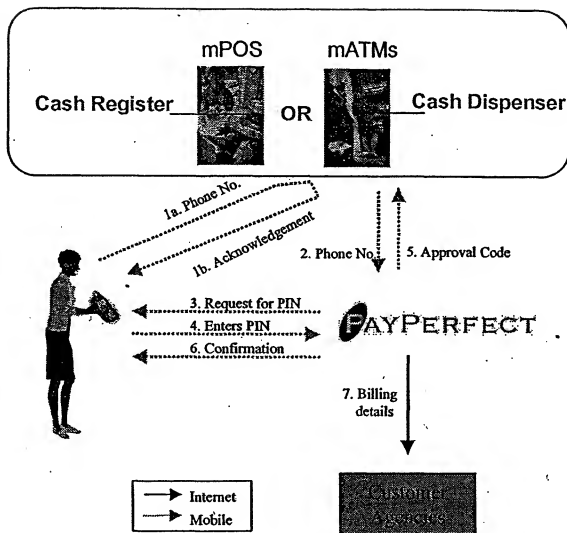 mPOS
mATMs
Cash Register
OR
Cash Dispenser
1a. Phone No.
1b. Acknowledgement
2. Phone No.
5. Approval Code
3. Request for PIN
4. Enters PIN
6. Confirmation
PAYPERFECT
7. Billing
details
Customer
Agencies
Internet
Mobile